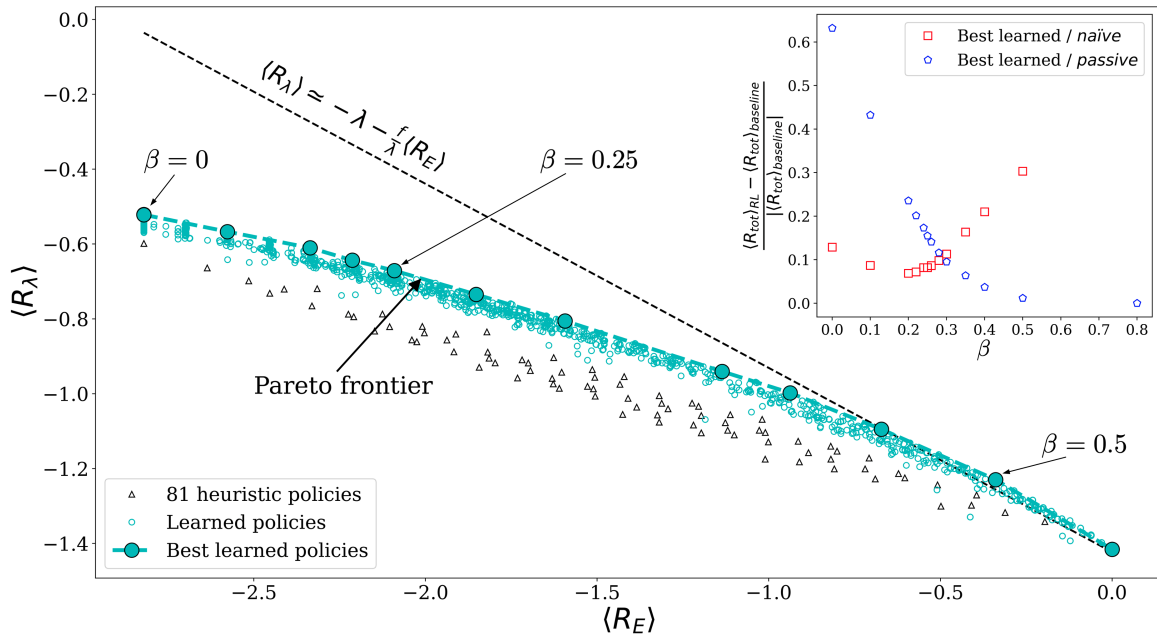 0.0
−0.2
−0.4
−0.6
−0.8
−1.0
−1.2
−1.4
⟨R_λ⟩
−2.5
−2.0
−1.5
−1.0
−0.5
0.0
⟨R_E⟩
⟨R_λ⟩ ≃ −λ − f/λ ⟨R_E⟩
β = 0
β = 0.25
β = 0.5
Pareto frontier
81 heuristic policies
Learned policies
Best learned policies
Best learned / naïve
Best learned / passive
0.6
0.5
0.4
0.3
0.2
0.1
0.0
⟨R_tot⟩_RL − ⟨R_tot⟩_baseline
|⟨R_tot⟩_baseline|
0.0
0.1
0.2
0.3
0.4
0.5
0.6
0.7
0.8
β